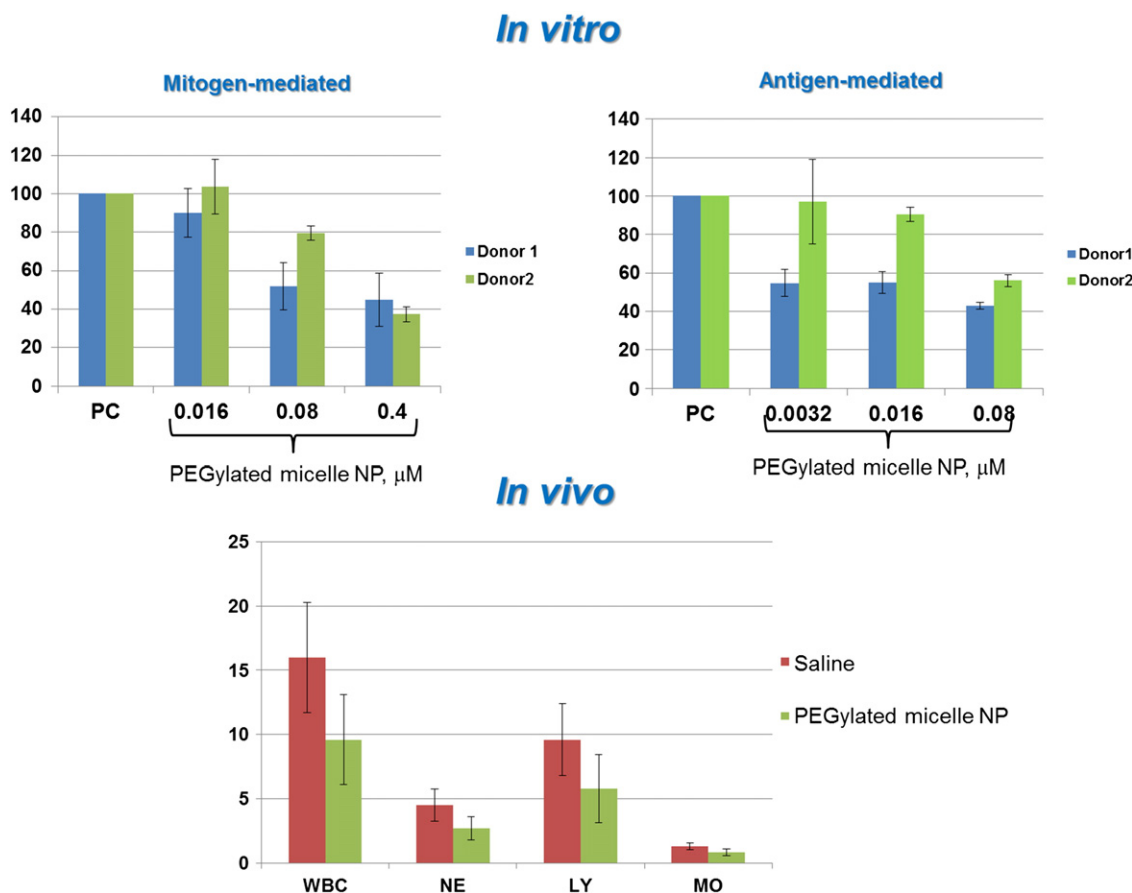 In vitro
Mitogen-mediated
140
120
100
80
60
40
20
0
PC 0.016 0.08 0.4
PEGylated micelle NP, μM
Donor 1
Donor2
Antigen-mediated
140
120
100
80
60
40
20
0
PC 0.0032 0.016 0.08
PEGylated micelle NP, μM
Donor1
Donor2
In vivo
25
20
15
10
5
0
WBC NE LY MO
Saline
PEGylated micelle NP